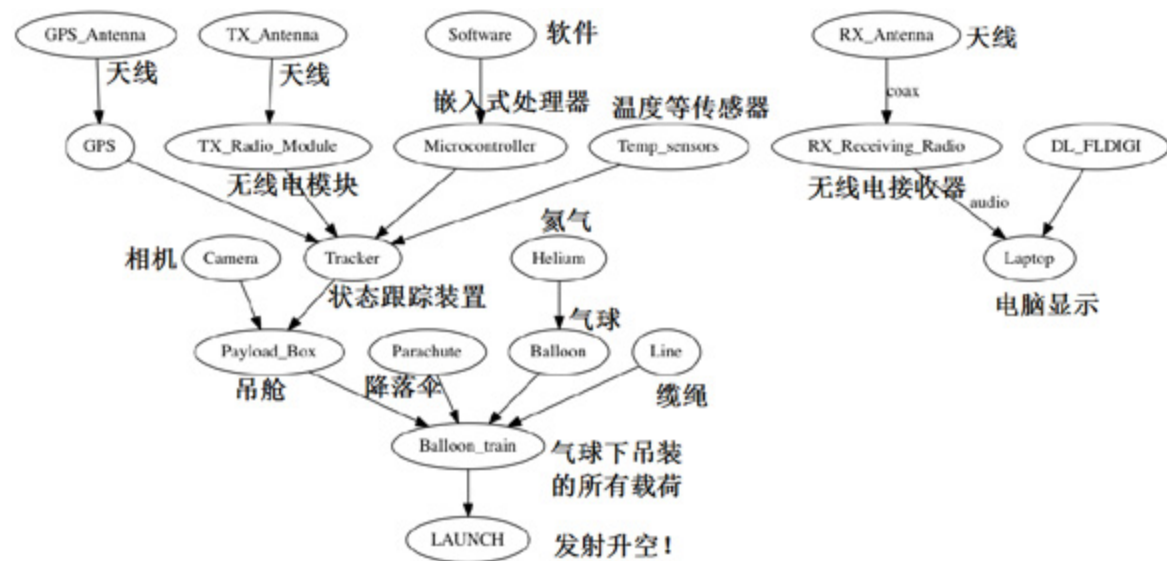 GPS_Antenna
TX_Antenna
Software
软件
RX_Antenna
天线
天线
天线
coax
嵌入式处理器
温度等传感器
GPS
TX_Radio_Module
Microcontroller
Temp_sensors
RX_Receiving_Radio
DL_FLDIGI
无线电模块
无线电接收器
audio
氦气
相机
Camera
Tracker
Helium
Laptop
状态跟踪装置
电脑显示
气球
Payload_Box
Parachute
Balloon
Line
吊舱
降落伞
缆绳
Balloon_train
气球下吊装
的所有载荷
LAUNCH
发射升空！